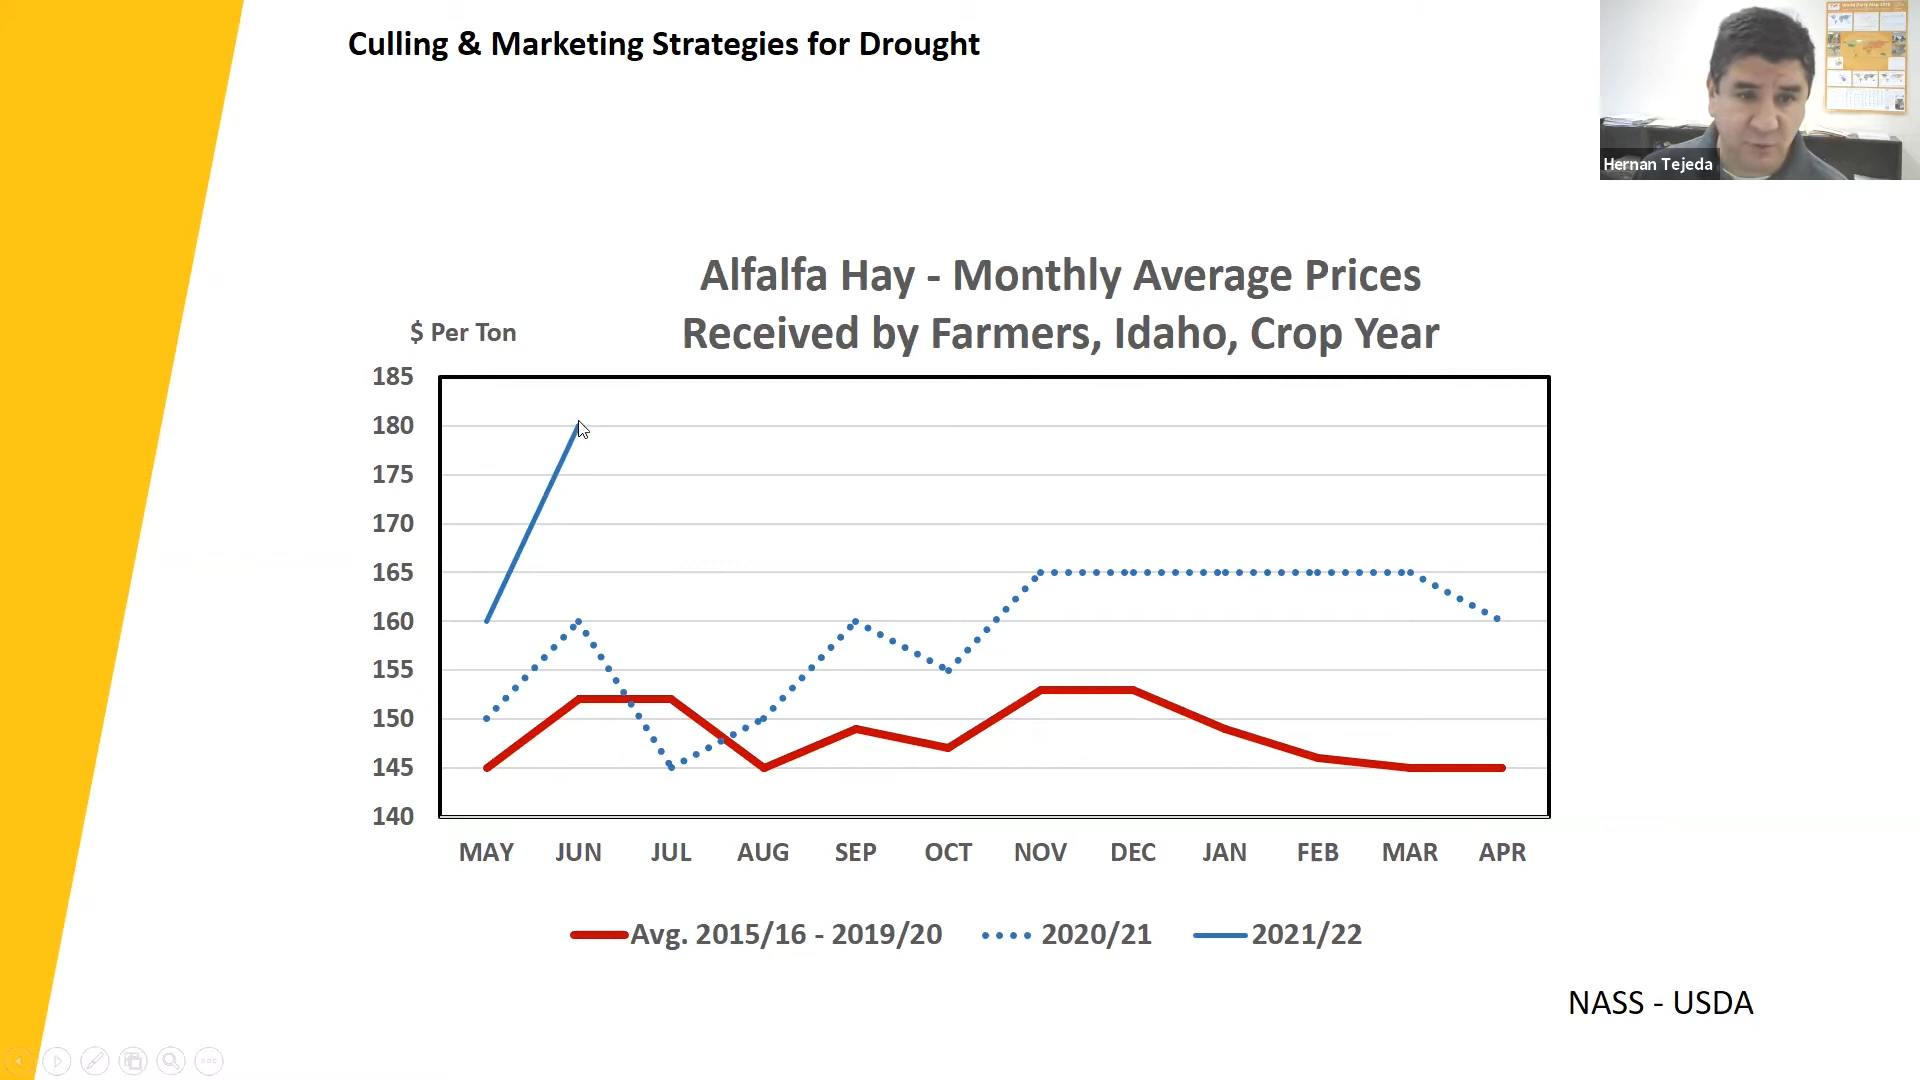 Culling & Marketing Strategies for Drought
Hernan Tejeda
Alfalfa Hay - Monthly Average Prices
Received by Farmers, Idaho, Crop Year
$ Per Ton
185
180
175
170
165
160
155
150
145
140
MAY JUN JUL AUG SEP OCT NOV DEC JAN FEB MAR APR
Avg. 2015/16 - 2019/20 2020/21 2021/22
NASS - USDA